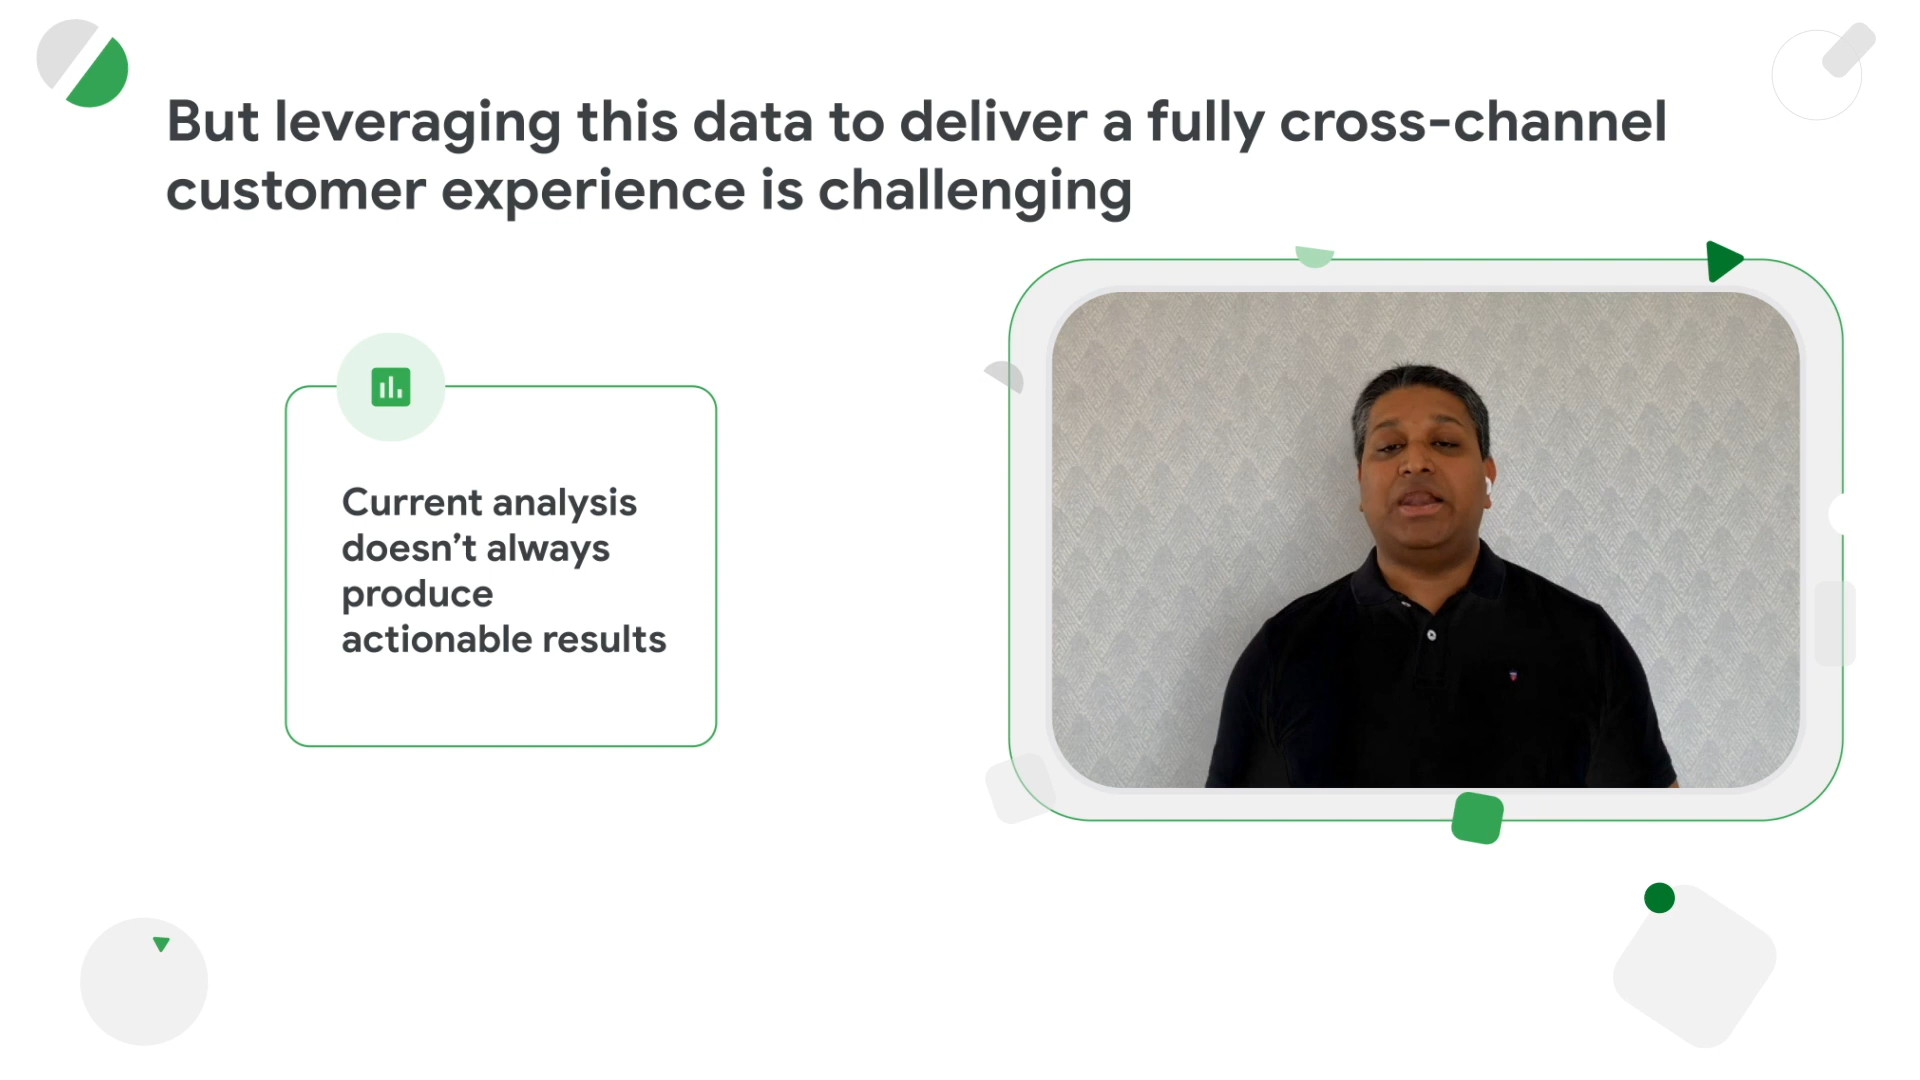 But leveraging this data to deliver a fully cross-channel
customer experience is challenging
Current analysis
doesn’t always
produce
actionable results